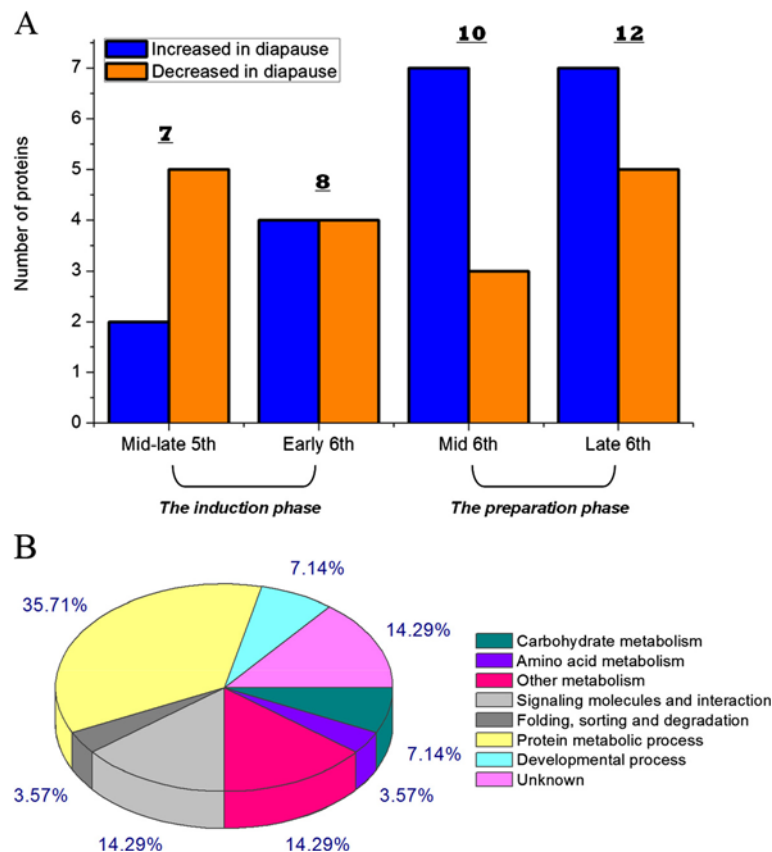 A
Increased in diapause
Decreased in diapause
10
12
7
8
Number of proteins
7
6
5
4
3
2
1
0
Mid-late 5th
Early 6th
Mid 6th
Late 6th
The induction phase
The preparation phase
B
7.14%
35.71%
14.29%
Carbohydrate metabolism
Amino acid metabolism
Other metabolism
Signaling molecules and interaction
Folding, sorting and degradation
Protein metabolic process
Developmental process
Unknown
7.14%
3.57%
3.57%
14.29%
14.29%